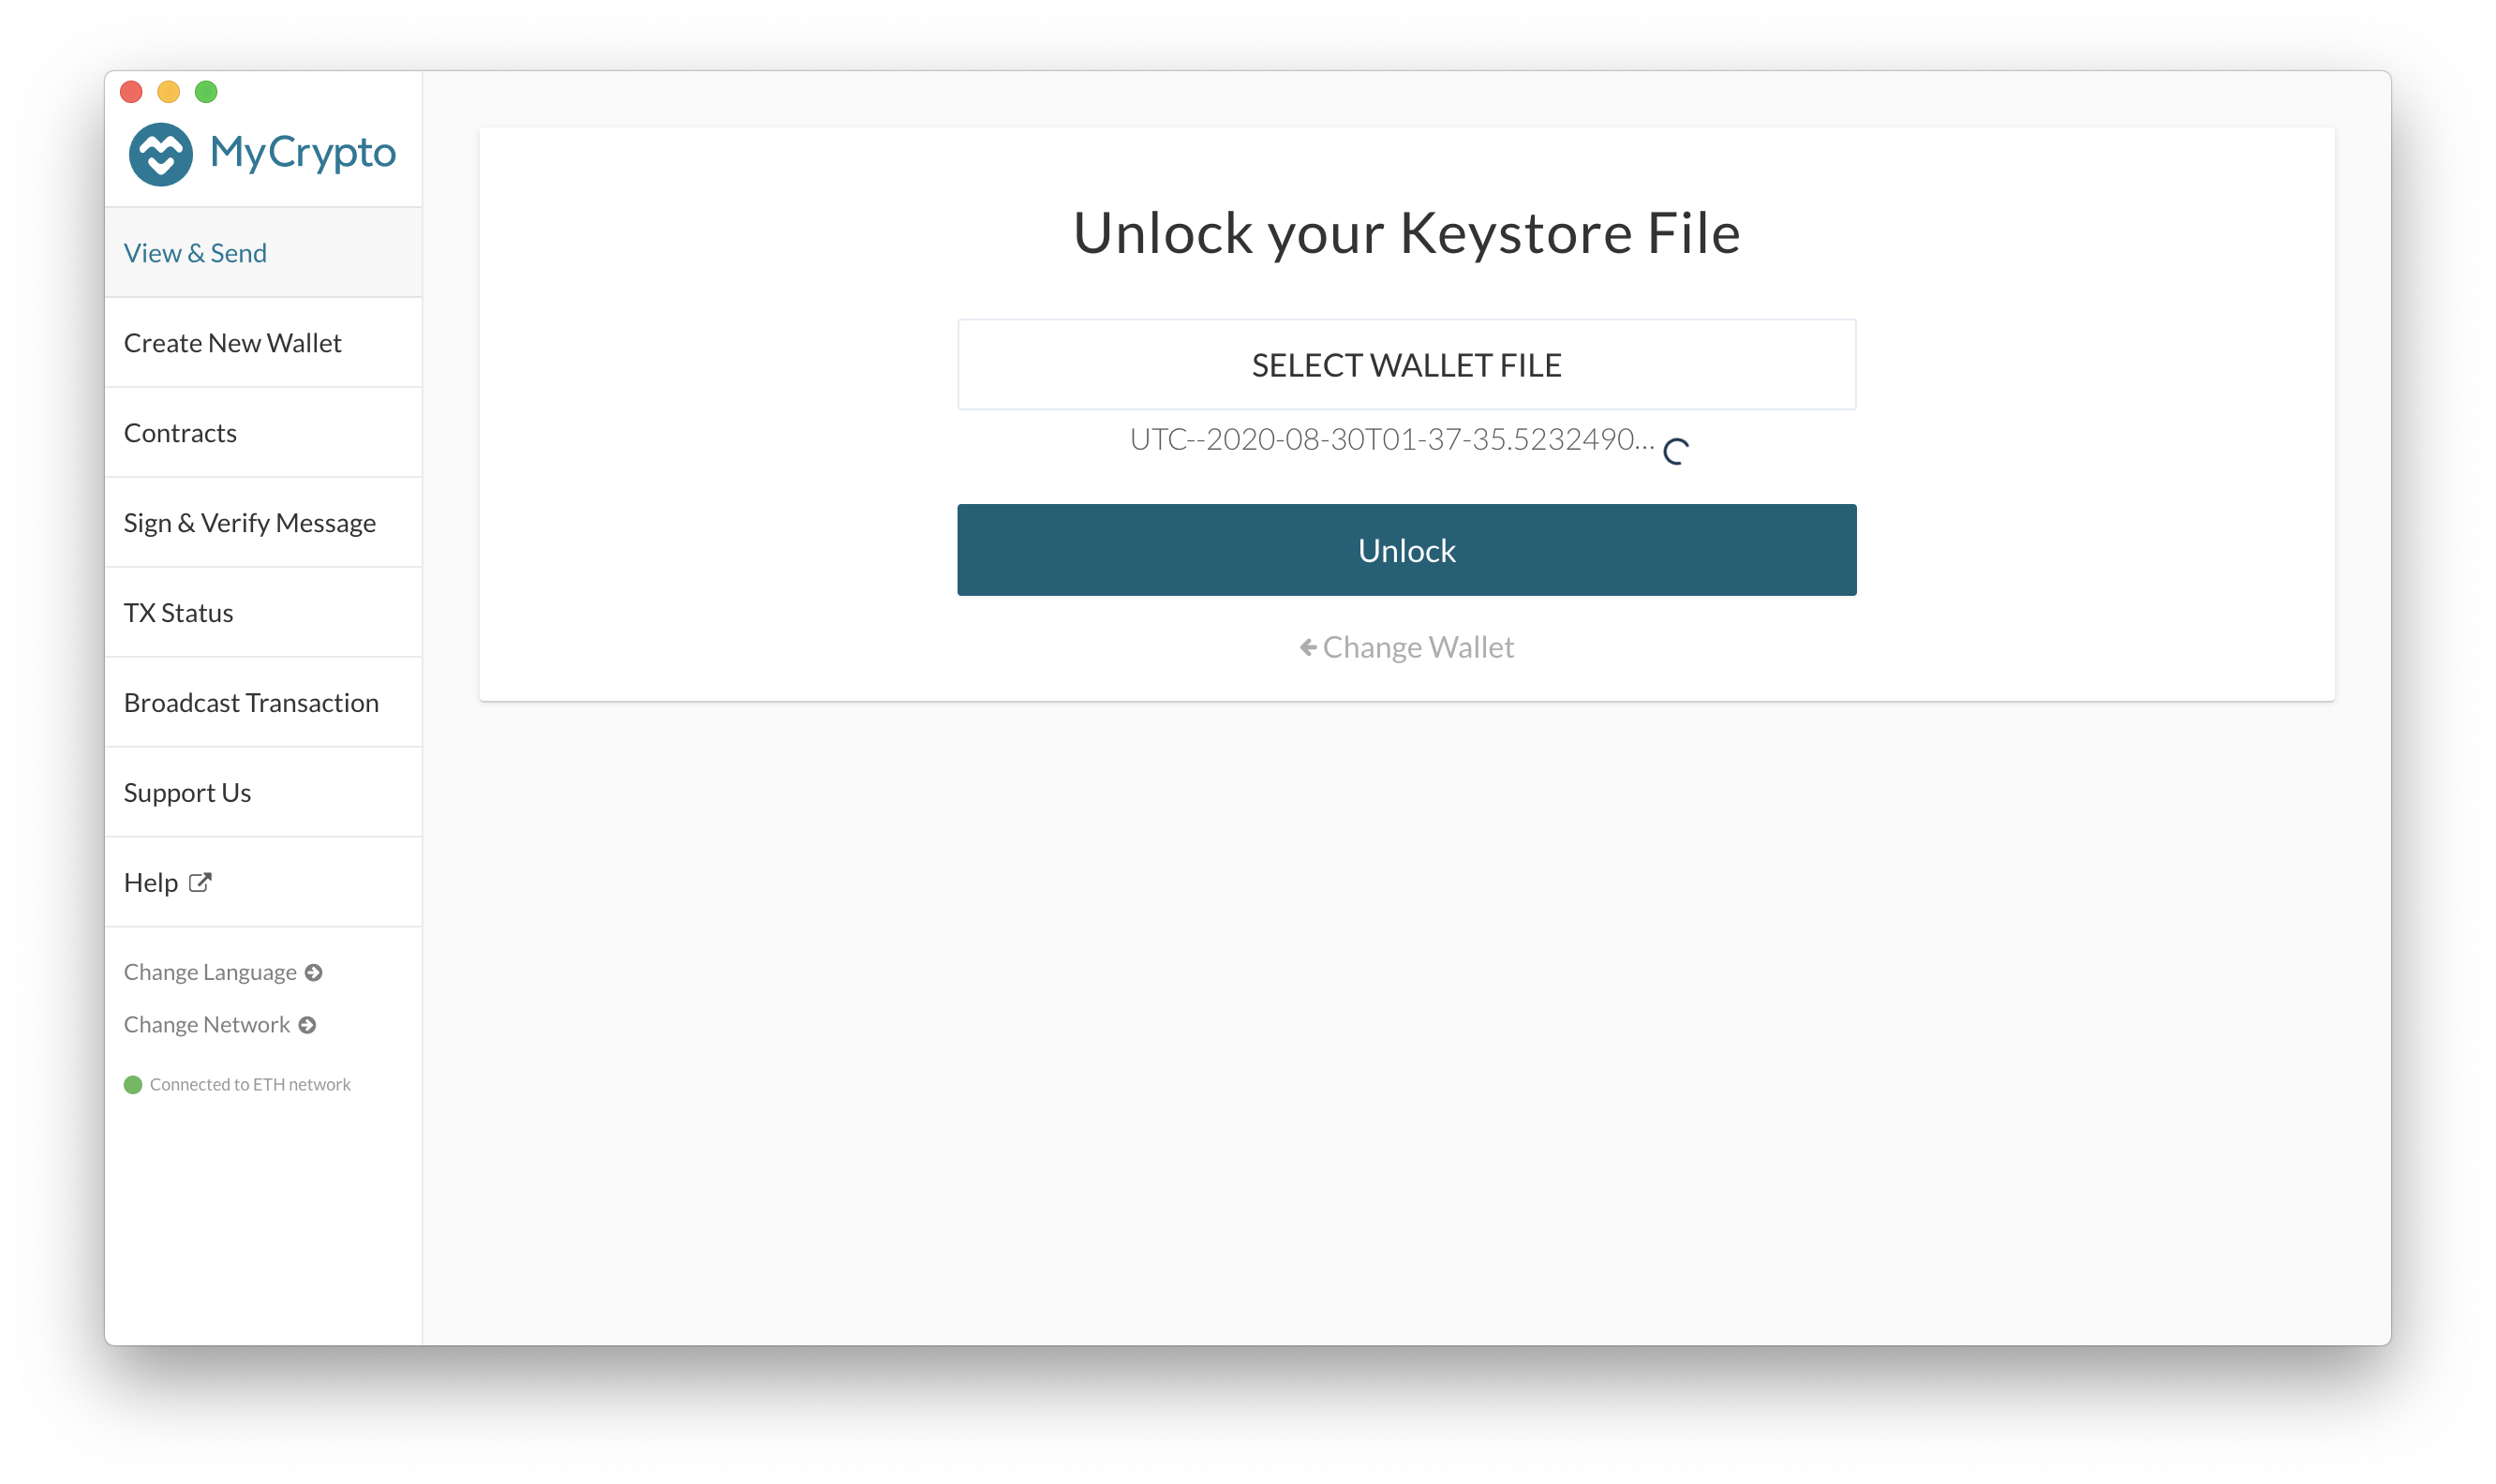 MyCrypto
View & Send
Create New Wallet
Contracts
Sign & Verify Message
TX Status
Broadcast Transaction
Support Us
Help
Change Language
Change Network
Connected to ETH network
Unlock your Keystore File
SELECT WALLET FILE
UTC--2020-08-30T01-37-35.5232490...
Unlock
Change Wallet